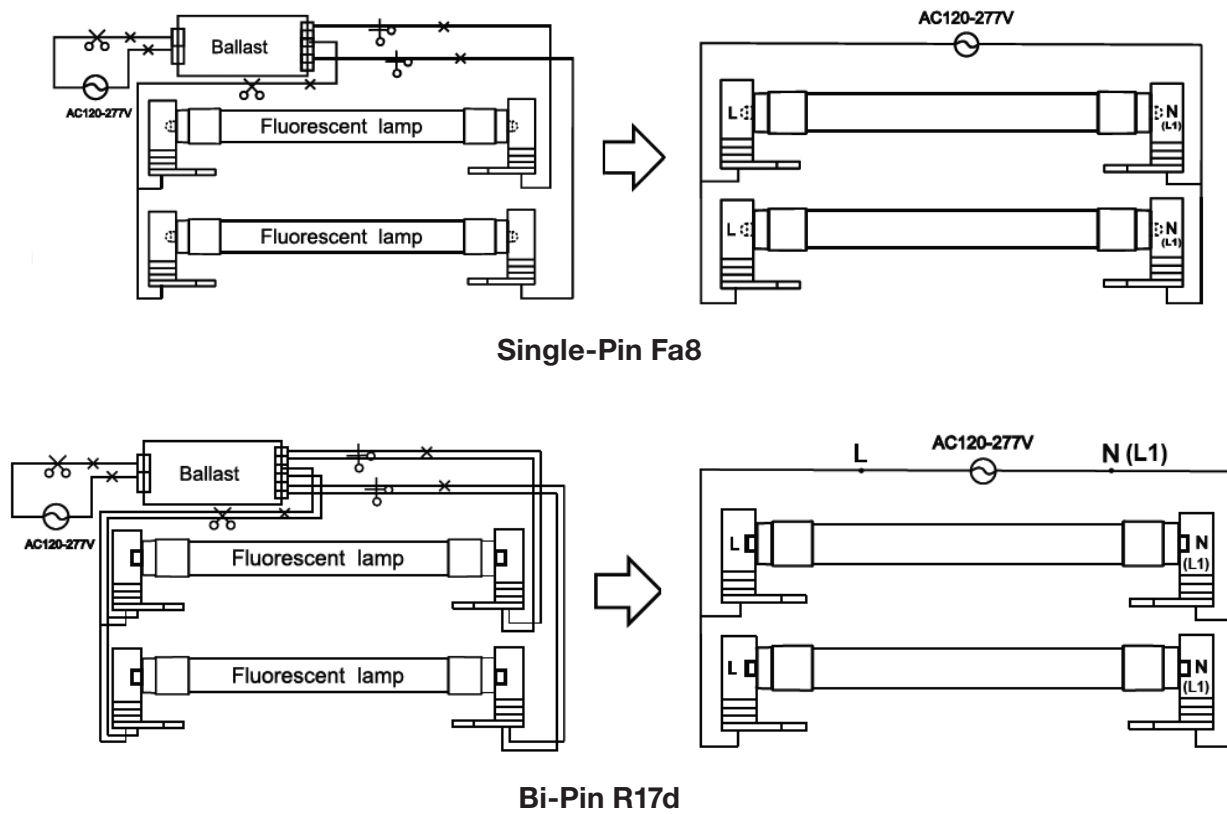 AC120-277V
Ballast
AC120-277V
Fluorescent lamp
L
N
(L1)
Fluorescent lamp
L
N
(L1)
Single-Pin Fa8
Ballast
AC120-277V
L
AC120-277V
N (L1)
Fluorescent lamp
L
N
(L1)
Fluorescent lamp
L
N
(L1)
Bi-Pin R17d